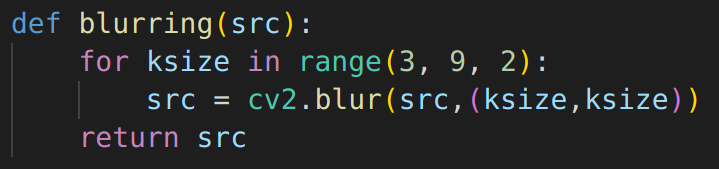 def blurring(src):
    for ksize in range(3, 9, 2):
        src = cv2.blur(src,(ksize,ksize))
    return src